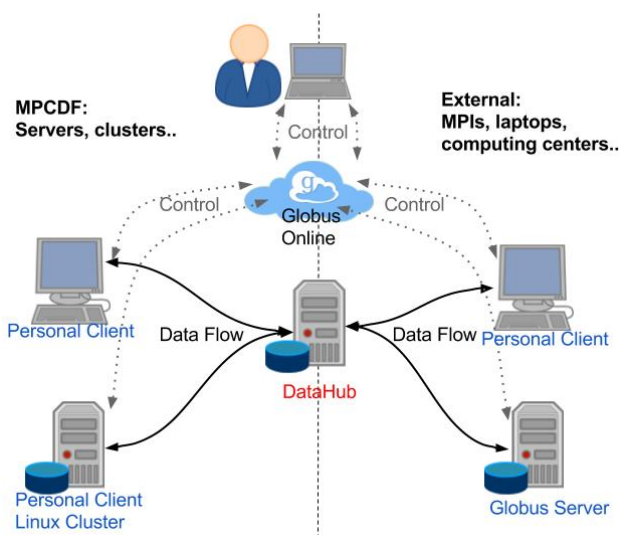 MPCDF:
Servers, clusters..
External:
MPIs, laptops,
computing centers..
Control
g
Globus
Online
Control
Control
Personal Client
Data Flow
Data Flow
Personal Client
DataHub
Personal Client
Linux Cluster
Globus Server